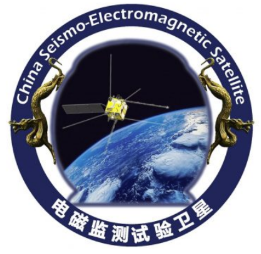 China Seismo-Electromagnetic Satellite
电磁监测试验卫星